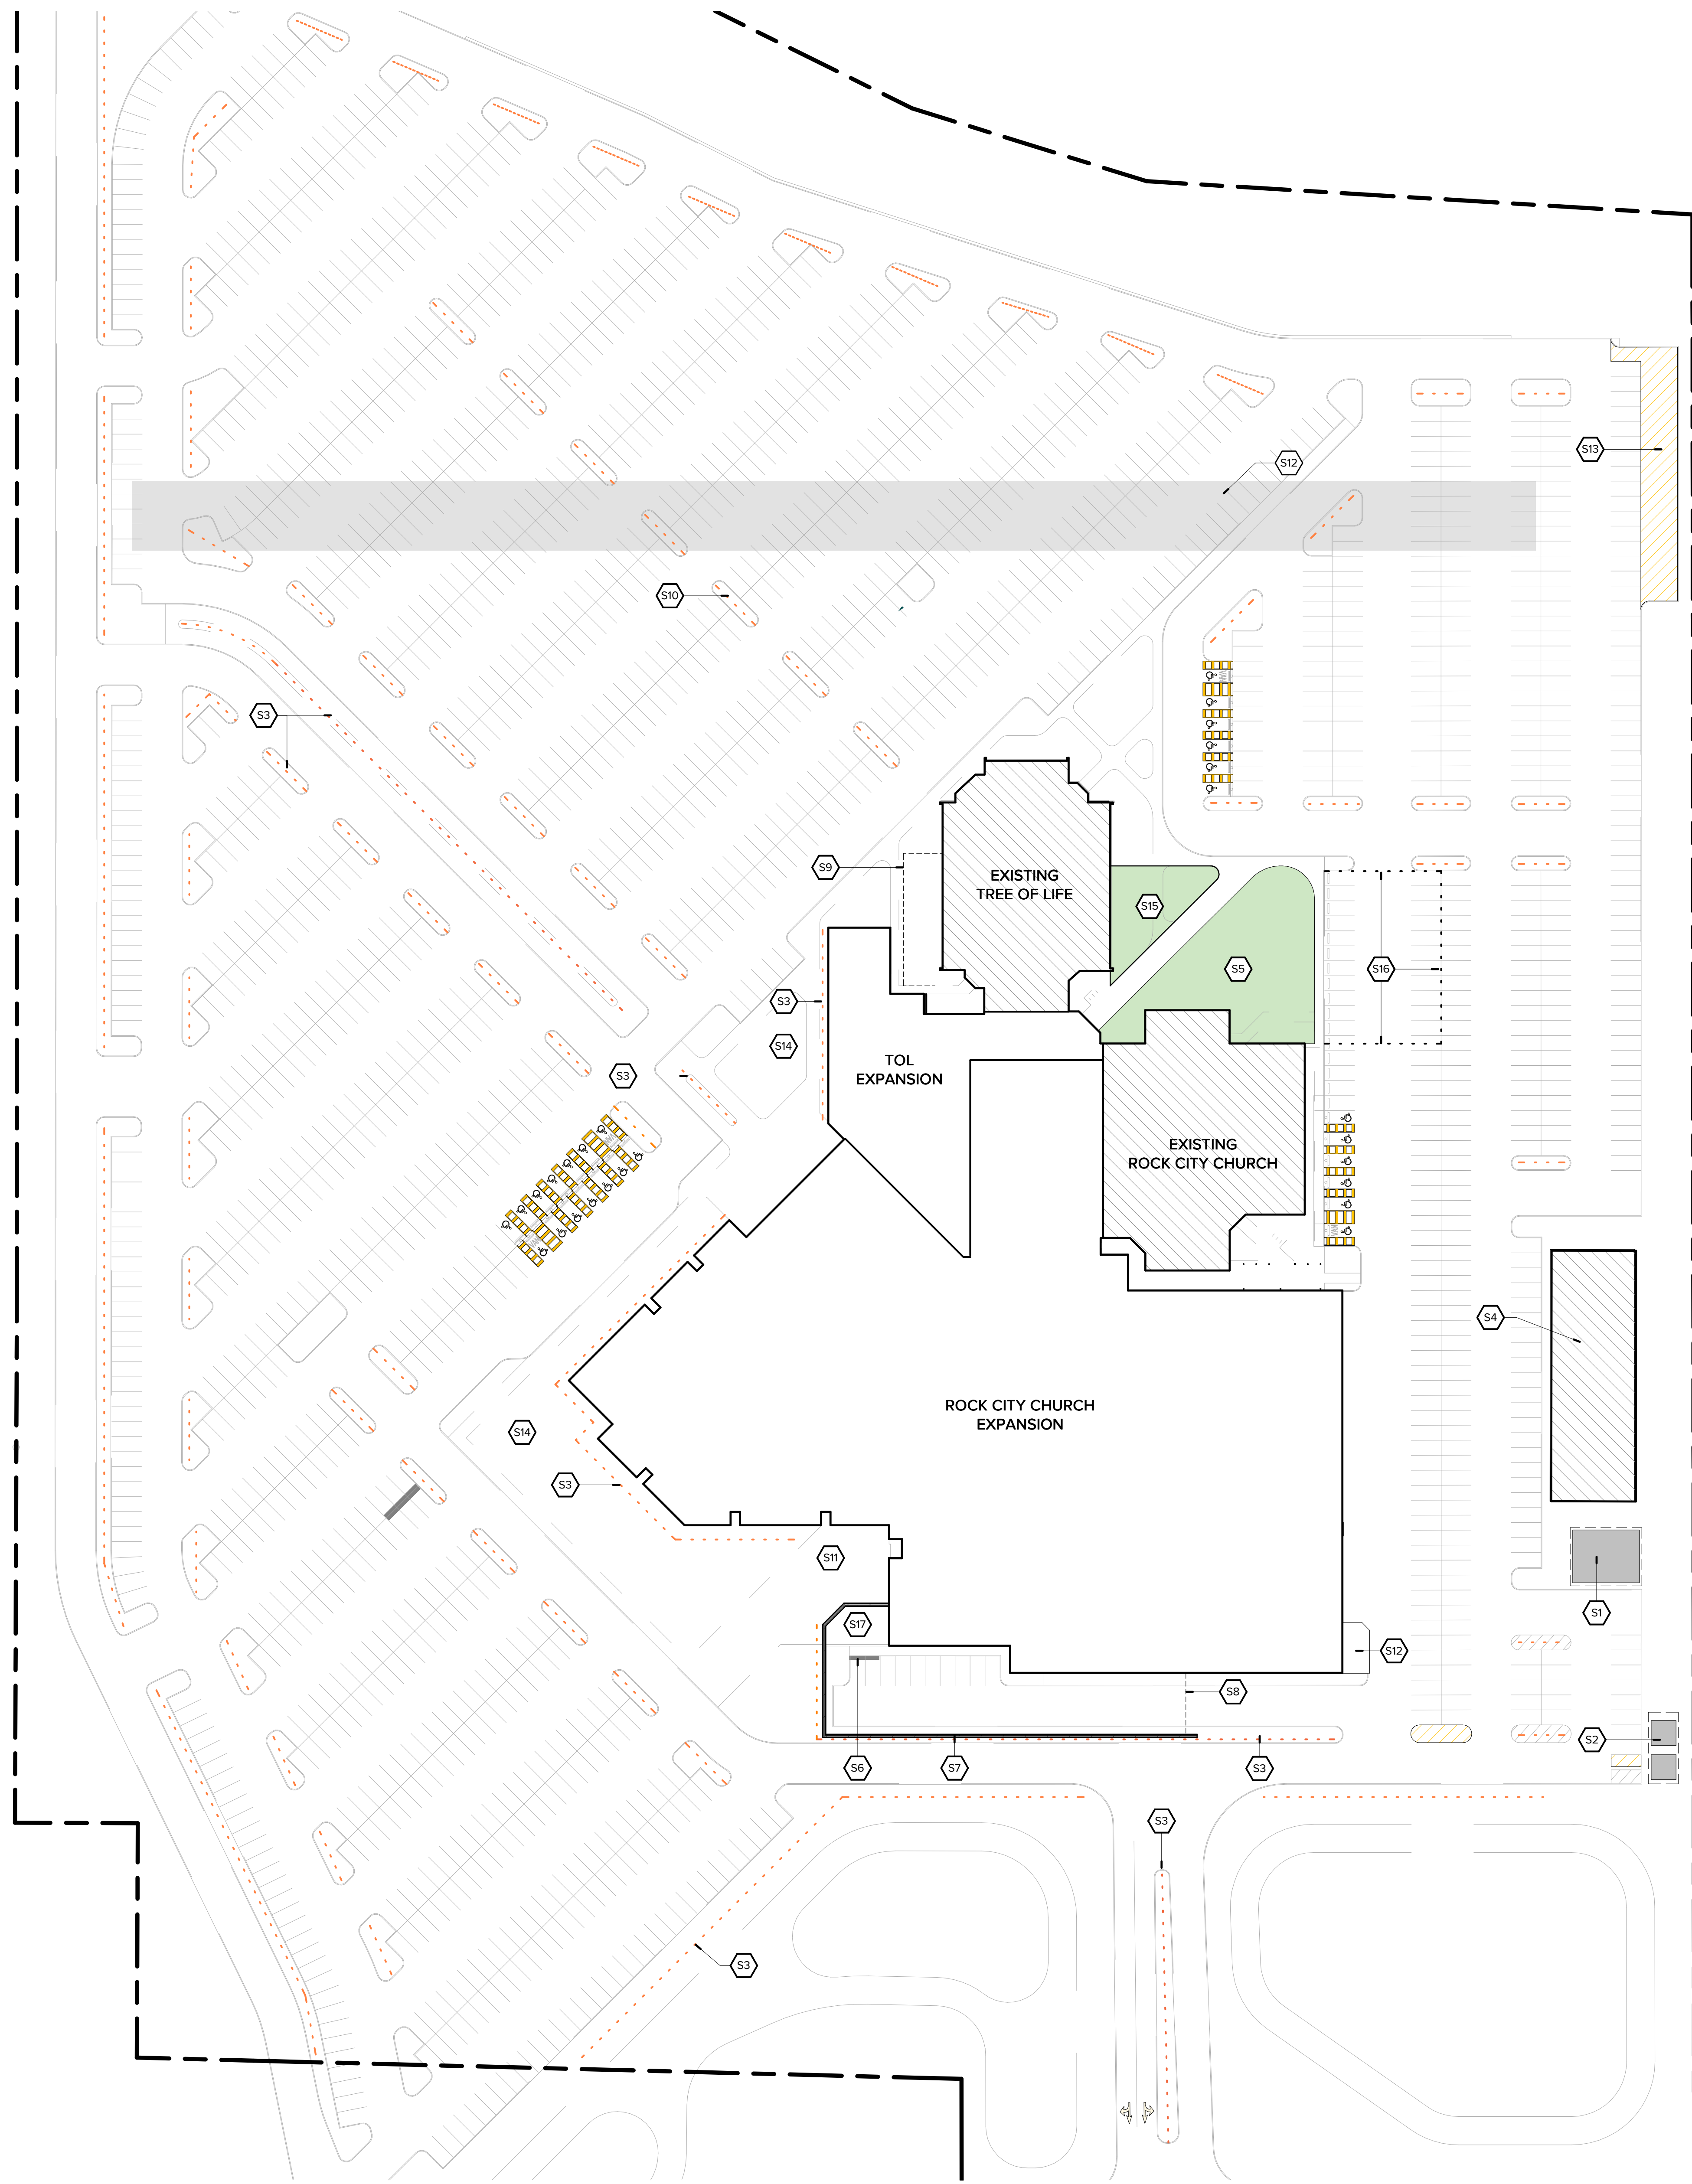 S12
S13
S10
S3
S9
EXISTING
TREE OF LIFE
S15
S5
S16
S3
S14
TOL
EXPANSION
S3
EXISTING
ROCK CITY CHURCH
S4
ROCK CITY CHURCH
EXPANSION
S14
S3
S11
S1
S17
S12
S8
S2
S6
S7
S3
S3
S3